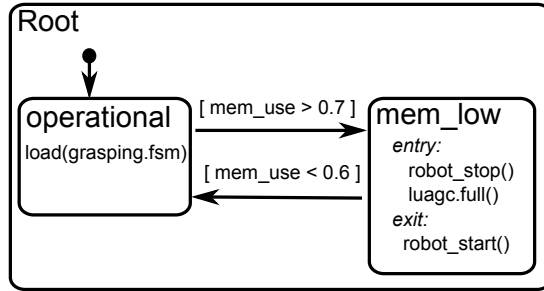 Root
operational
load(grasping.fsm)
[ mem_use > 0.7 ]
[ mem_use < 0.6 ]
mem_low
entry:
robot_stop()
luagc.full()
exit:
robot_start()